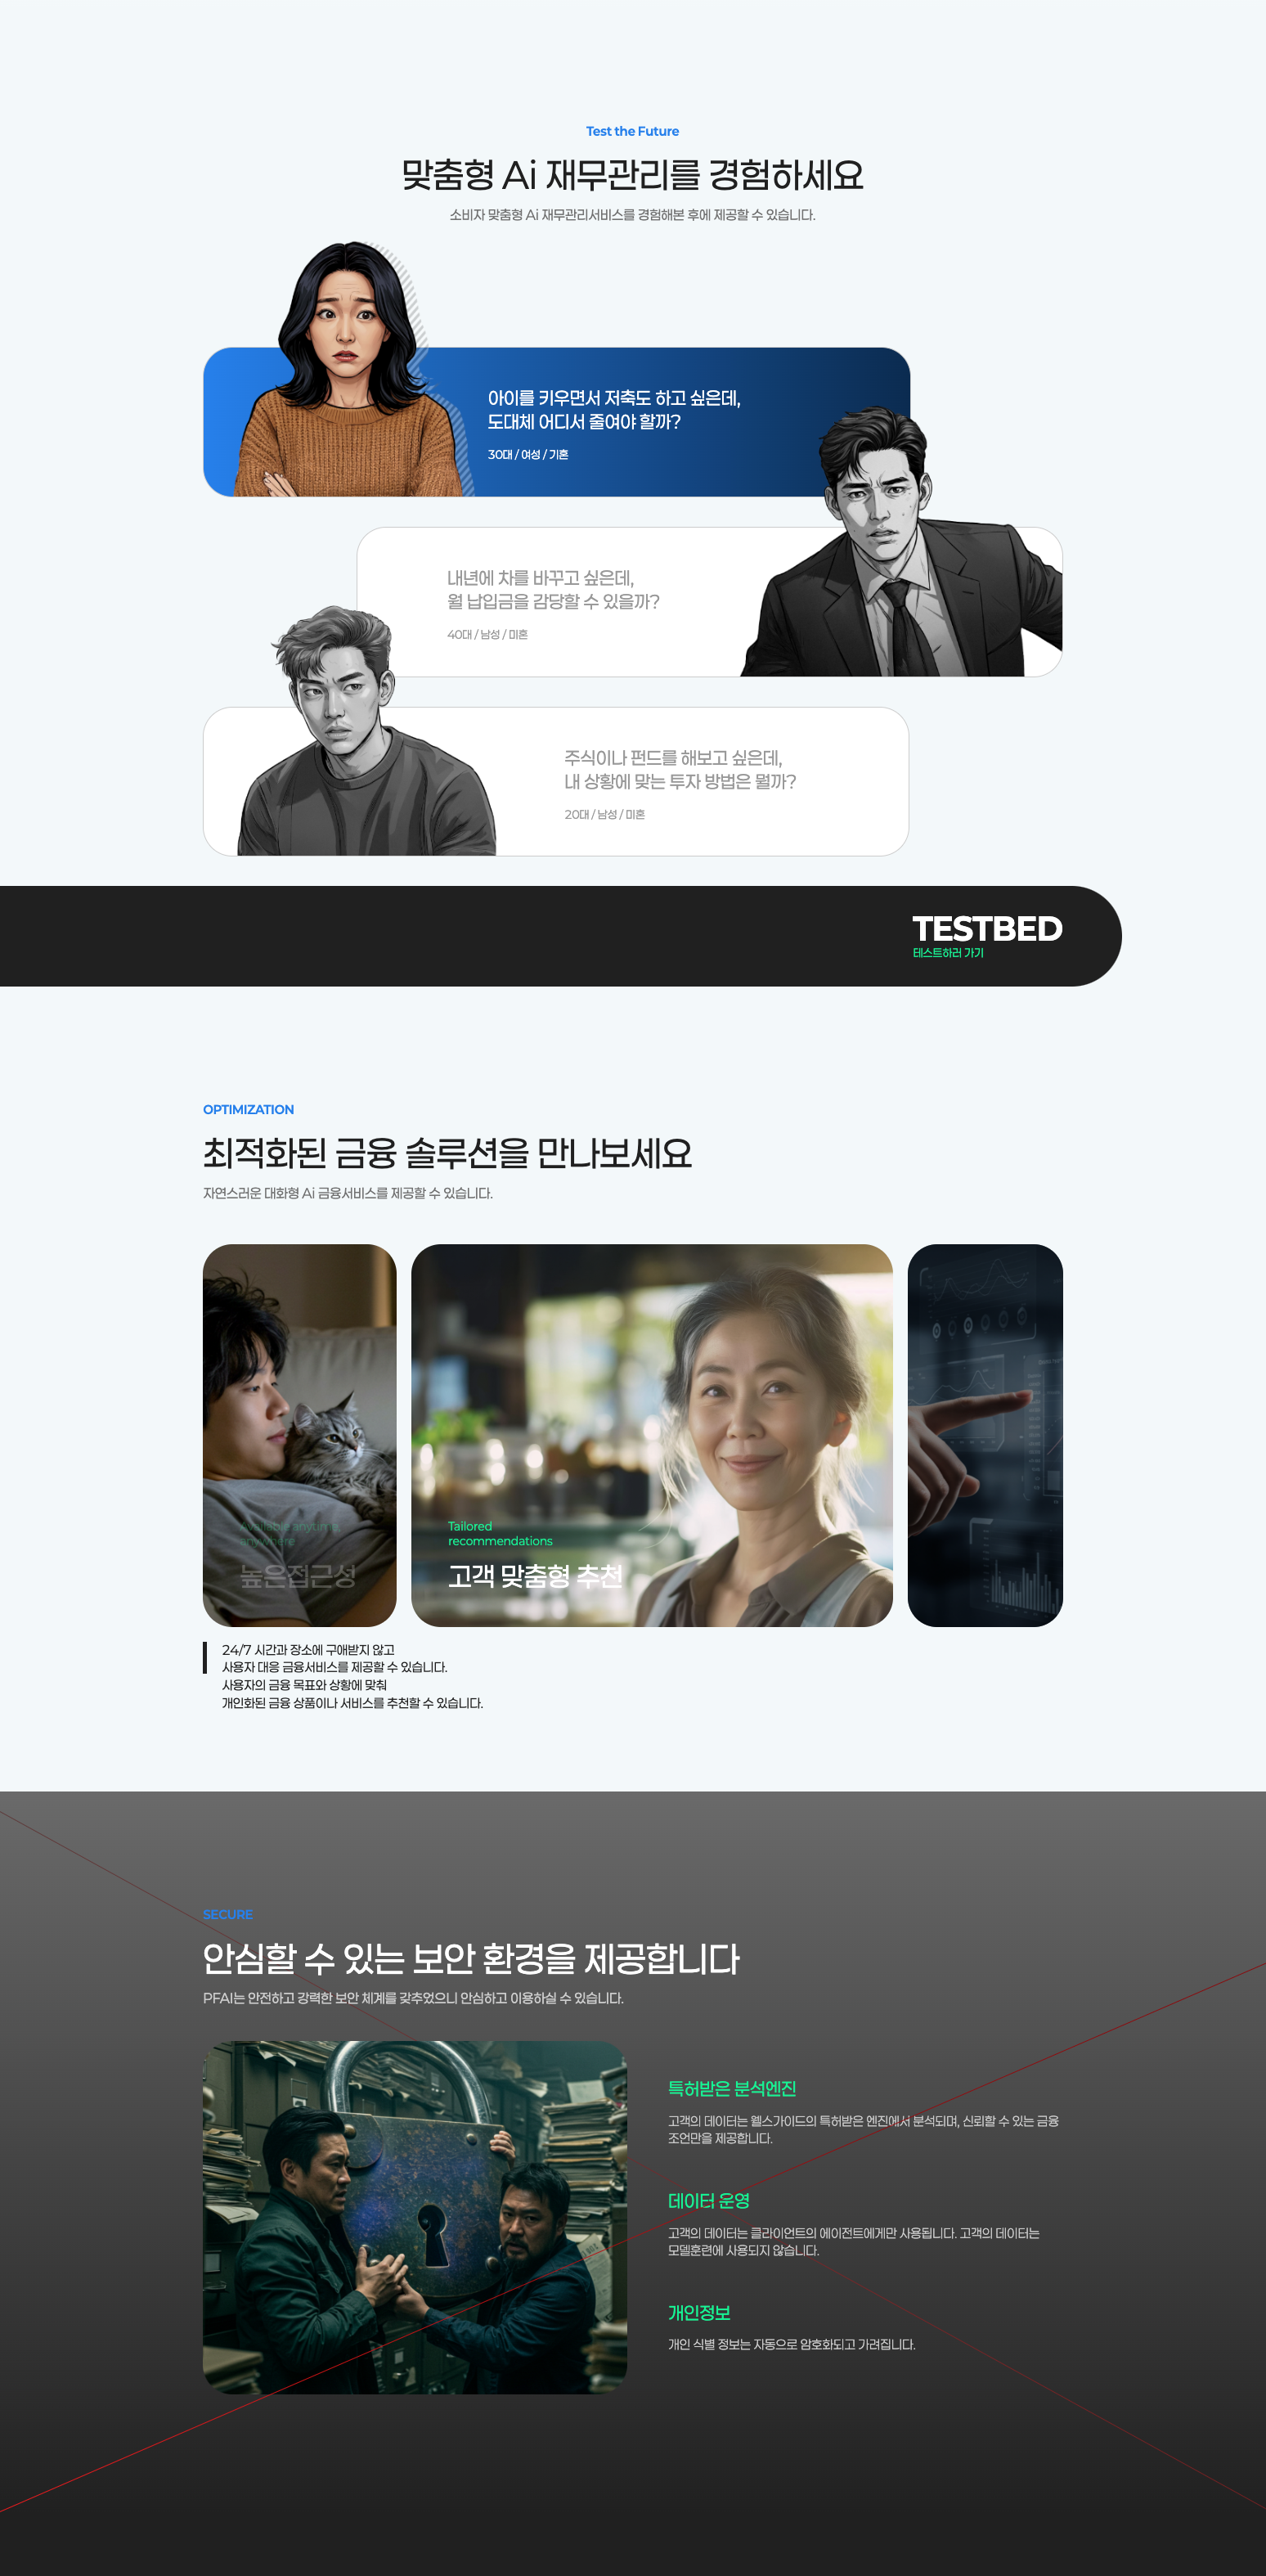 Test the Future
맞춤형 Ai 재무관리를 경험하세요
소비자 맞춤형 Ai 재무관리서비스를 경험해본 후에 제공할 수 있습니다.
아이를 키우면서 저축도 하고 싶은데,
도대체 어디서 줄여야 할까?
30대 / 여성 / 기혼
내년에 차를 바꾸고 싶은데,
월 납입금을 감당할 수 있을까?
40대 / 남성 / 미혼
주식이나 펀드를 해보고 싶은데,
내 상황에 맞는 투자 방법은 뭘까?
20대 / 남성 / 미혼
TESTBED
테스트하러 가기
OPTIMIZATION
최적화된 금융 솔루션을 만나보세요
자연스러운 대화형 Ai 금융서비스를 제공할 수 있습니다.
Available anytime,
anywhere
높은접근성
Tailored
recommendations
고객 맞춤형 추천
24/7 시간과 장소에 구애받지 않고
사용자 대응 금융서비스를 제공할 수 있습니다.
사용자의 금융 목표와 상황에 맞춰
개인화된 금융 상품이나 서비스를 추천할 수 있습니다.
SECURE
안심할 수 있는 보안 환경을 제공합니다
PFAI는 안전하고 강력한 보안 체계를 갖추었으니 안심하고 이용하실 수 있습니다.
특허받은 분석엔진
고객의 데이터는 웰스가이드의 특허받은 엔진에서 분석되며, 신뢰할 수 있는 금융
조언만을 제공합니다.
데이터 운영
고객의 데이터는 클라이언트의 에이전트에게만 사용됩니다. 고객의 데이터는
모델훈련에 사용되지 않습니다.
개인정보
개인 식별 정보는 자동으로 암호화되고 가려집니다.